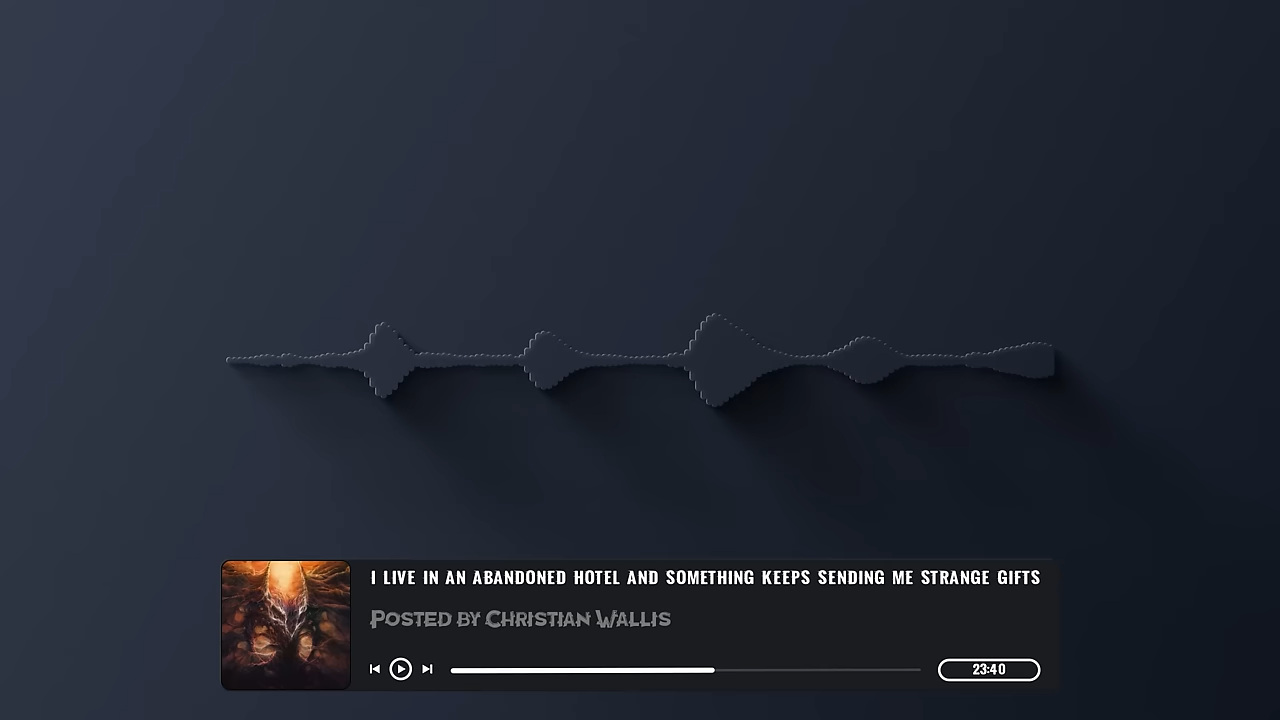 I LIVE IN AN ABANDONED HOTEL AND SOMETHING KEEPS SENDING ME STRANGE GIFTS
Posted by Christian Wallis
23:40